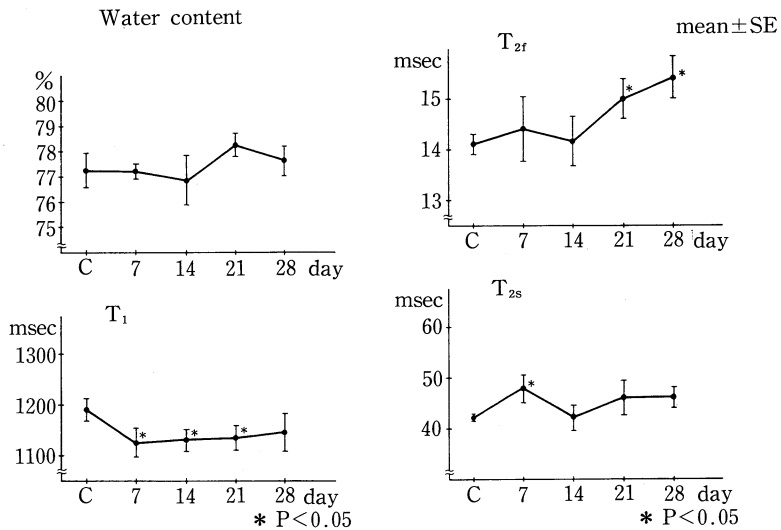 Water content
%
80
79
78
77
76
75
C 7 14 21 28 day
mean±SE
T2f
msec
15
14
13
C 7 14 21 28 day
*
*
T1
msec
1300
1200
1100
* * *
C 7 14 21 28 day
* P<0.05
T2s
msec
60
50
40
*
C 7 14 21 28 day
* P<0.05